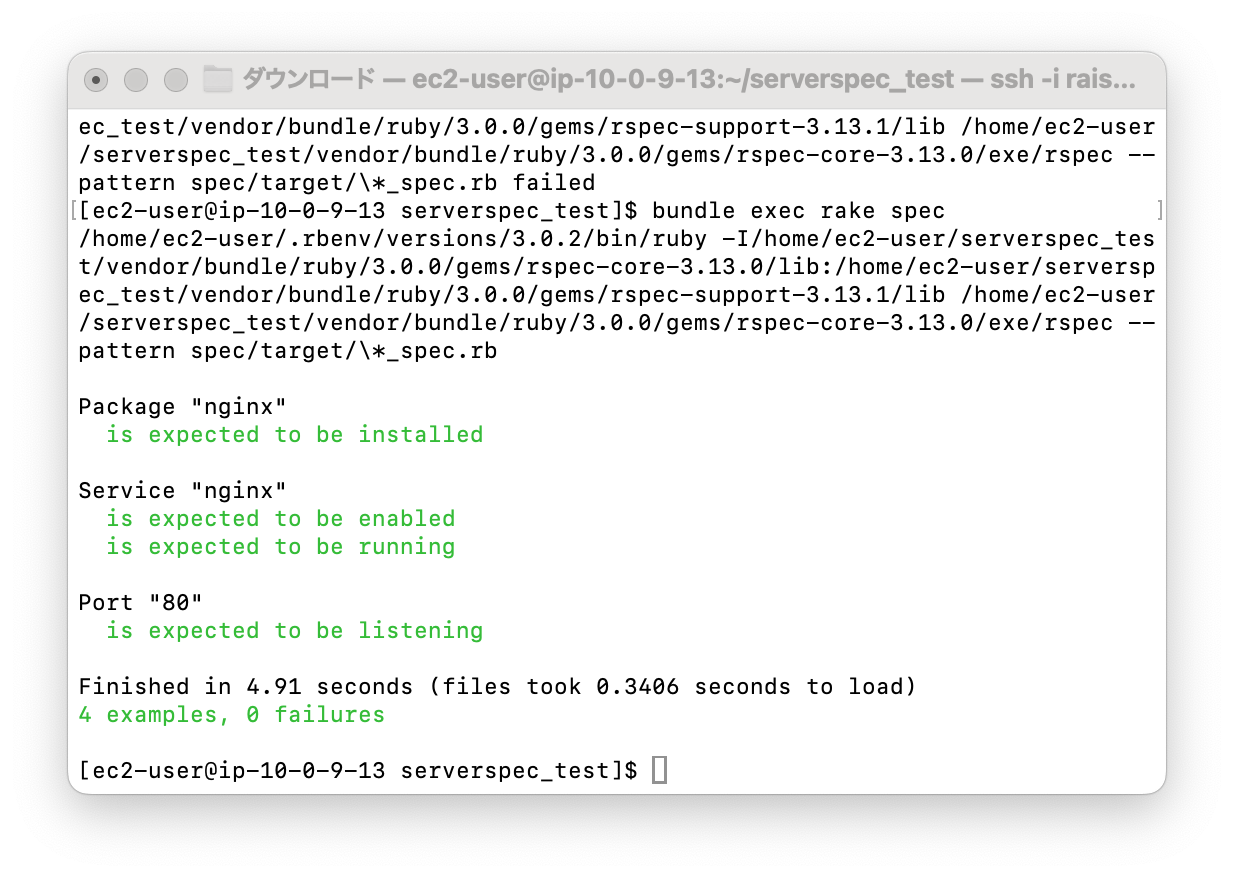 ダウンロード — ec2-user@ip-10-0-9-13:~/serverspec_test — ssh -i rais...
ec_test/vendor/bundle/ruby/3.0.0/gems/rspec-support-3.13.1/lib /home/ec2-user
/serverspec_test/vendor/bundle/ruby/3.0.0/gems/rspec-core-3.13.0/exe/rspec --
pattern spec/target/\*_spec.rb failed
[[ec2-user@ip-10-0-9-13 serverspec_test]$ bundle exec rake spec ]
/home/ec2-user/.rbenv/versions/3.0.2/bin/ruby -I/home/ec2-user/serverspec_tes
t/vendor/bundle/ruby/3.0.0/gems/rspec-core-3.13.0/lib:/home/ec2-user/serversp
ec_test/vendor/bundle/ruby/3.0.0/gems/rspec-support-3.13.1/lib /home/ec2-user
/serverspec_test/vendor/bundle/ruby/3.0.0/gems/rspec-core-3.13.0/exe/rspec --
pattern spec/target/\*_spec.rb
Package "nginx"
is expected to be installed
Service "nginx"
is expected to be enabled
is expected to be running
Port "80"
is expected to be listening
Finished in 4.91 seconds (files took 0.3406 seconds to load)
4 examples, 0 failures
[ec2-user@ip-10-0-9-13 serverspec_test]$